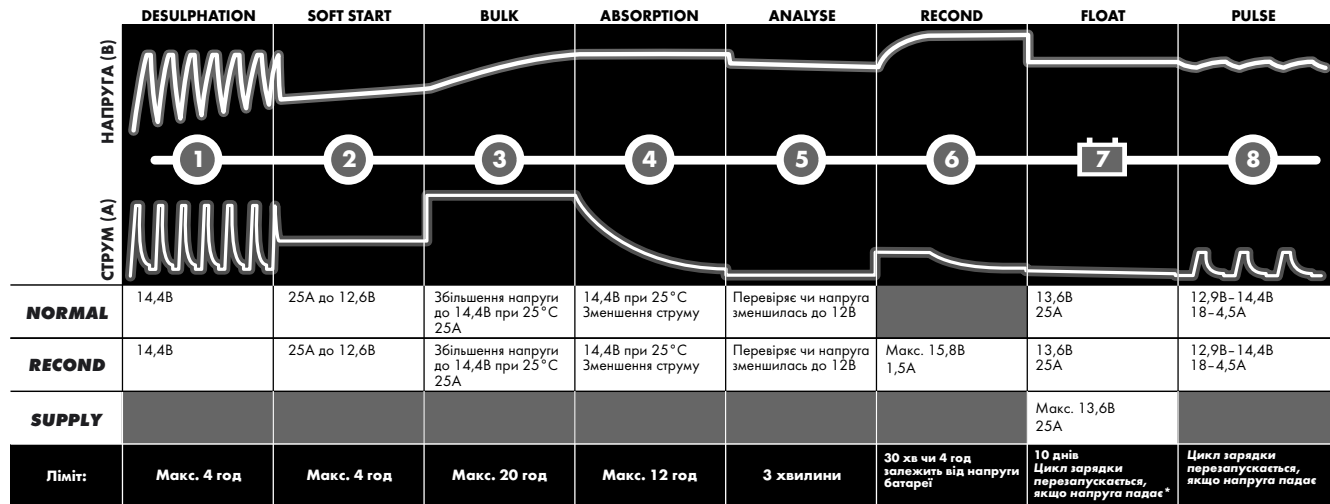 DESULPHATION SOFT START BULK ABSORPTION ANALYSE RECOND FLOAT PULSE
НАПРУГА (В)
1 2 3 4 5 6 7 8
СТРУМ (А)
NORMAL
14,4В
25А до 12,6В
Збільшення напруги
до 14,4В при 25°С
25А
14,4В при 25°С
Зменшення струму
Перевіряє чи напруга
зменшилась до 12В
13,6В
25А
12,9В–14,4В
18–4,5А
RECOND
14,4В
25А до 12,6В
Збільшення напруги
до 14,4В при 25°С
25А
14,4В при 25°С
Зменшення струму
Перевіряє чи напруга
зменшилась до 12В
Макс. 15,8В
1,5А
13,6В
25А
12,9В–14,4В
18–4,5А
SUPPLY
Макс. 13,6В
25А
Ліміт:
Макс. 4 год
Макс. 4 год
Макс. 20 год
Макс. 12 год
3 хвилини
30 хв чи 4 год
залежить від напруги
батареї
10 днів
Цикл зарядки
перезапускається,
якщо напруга падає*
Цикл зарядки
перезапускається,
якщо напруга падає